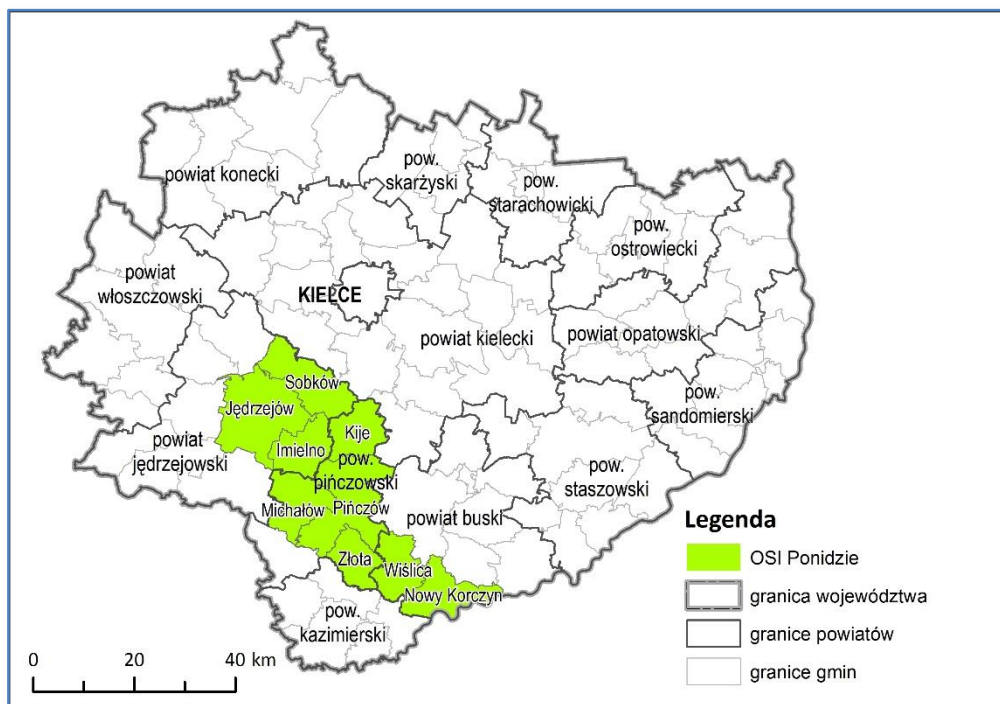 powiat konecki
pow.
skarżyski
pow.
starachowicki
pow.
ostrowiecki
powiat
włoszczowski
KIELCE
powiat kielecki
powiat opatowski
Sobków
Jędrzejów
Kije
pow.
sandomierski
Imielno
powiat
jędrzejowski
pow.
pińczowski
pow.
staszowski
Michałów
Pińczów
powiat buski
Złota
Wiślica
Nowy Korczyn
pow.
kazimierski
Legenda
OSI Ponidzie
granica województwa
granice powiatów
granice gmin
0 20 40 km